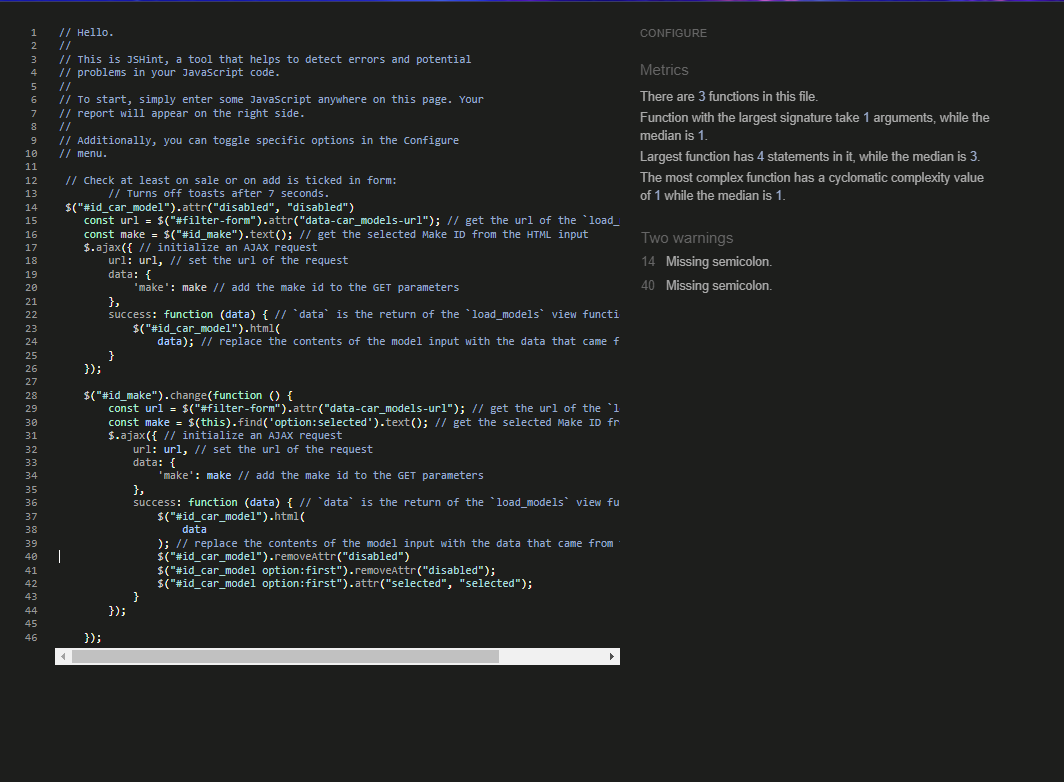 1 // Hello.
2 //
3 // This is JSHint, a tool that helps to detect errors and potential
4 // problems in your JavaScript code.
5 //
6 // To start, simply enter some JavaScript anywhere on this page. Your
7 // report will appear on the right side.
8 //
9 // Additionally, you can toggle specific options in the Configure
10 // menu.
11
12 // Check at least on sale or on add is ticked in form:
13 // Turns off toasts after 7 seconds.
14 $("#id_car_model").attr("disabled", "disabled")
15 const url = $("#filter-form").attr("data-car_models-url"); // get the url of the `load_
16 const make = $("#id_make").text(); // get the selected Make ID from the HTML input
17 $.ajax({ // initialize an AJAX request
18 url: url, // set the url of the request
19 data: {
20 'make': make // add the make id to the GET parameters
21 },
22 success: function (data) { // `data` is the return of the `load_models` view functi
23 $("#id_car_model").html(
24 data); // replace the contents of the model input with the data that came f
25 }
26 });
27
28 $("#id_make").change(function () {
29 const url = $("#filter-form").attr("data-car_models-url"); // get the url of the `l
30 const make = $(this).find('option:selected').text(); // get the selected Make ID fr
31 $.ajax({ // initialize an AJAX request
32 url: url, // set the url of the request
33 data: {
34 'make': make // add the make id to the GET parameters
35 },
36 success: function (data) { // `data` is the return of the `load_models` view fu
37 $("#id_car_model").html(
38 data
39 ); // replace the contents of the model input with the data that came from
40 $("#id_car_model").removeAttr("disabled")
41 $("#id_car_model option:first").removeAttr("disabled");
42 $("#id_car_model option:first").attr("selected", "selected");
43 }
44 });
45
46 });
CONFIGURE
Metrics
There are 3 functions in this file.
Function with the largest signature take 1 arguments, while the
median is 1.
Largest function has 4 statements in it, while the median is 3.
The most complex function has a cyclomatic complexity value
of 1 while the median is 1.
Two warnings
14 Missing semicolon.
40 Missing semicolon.